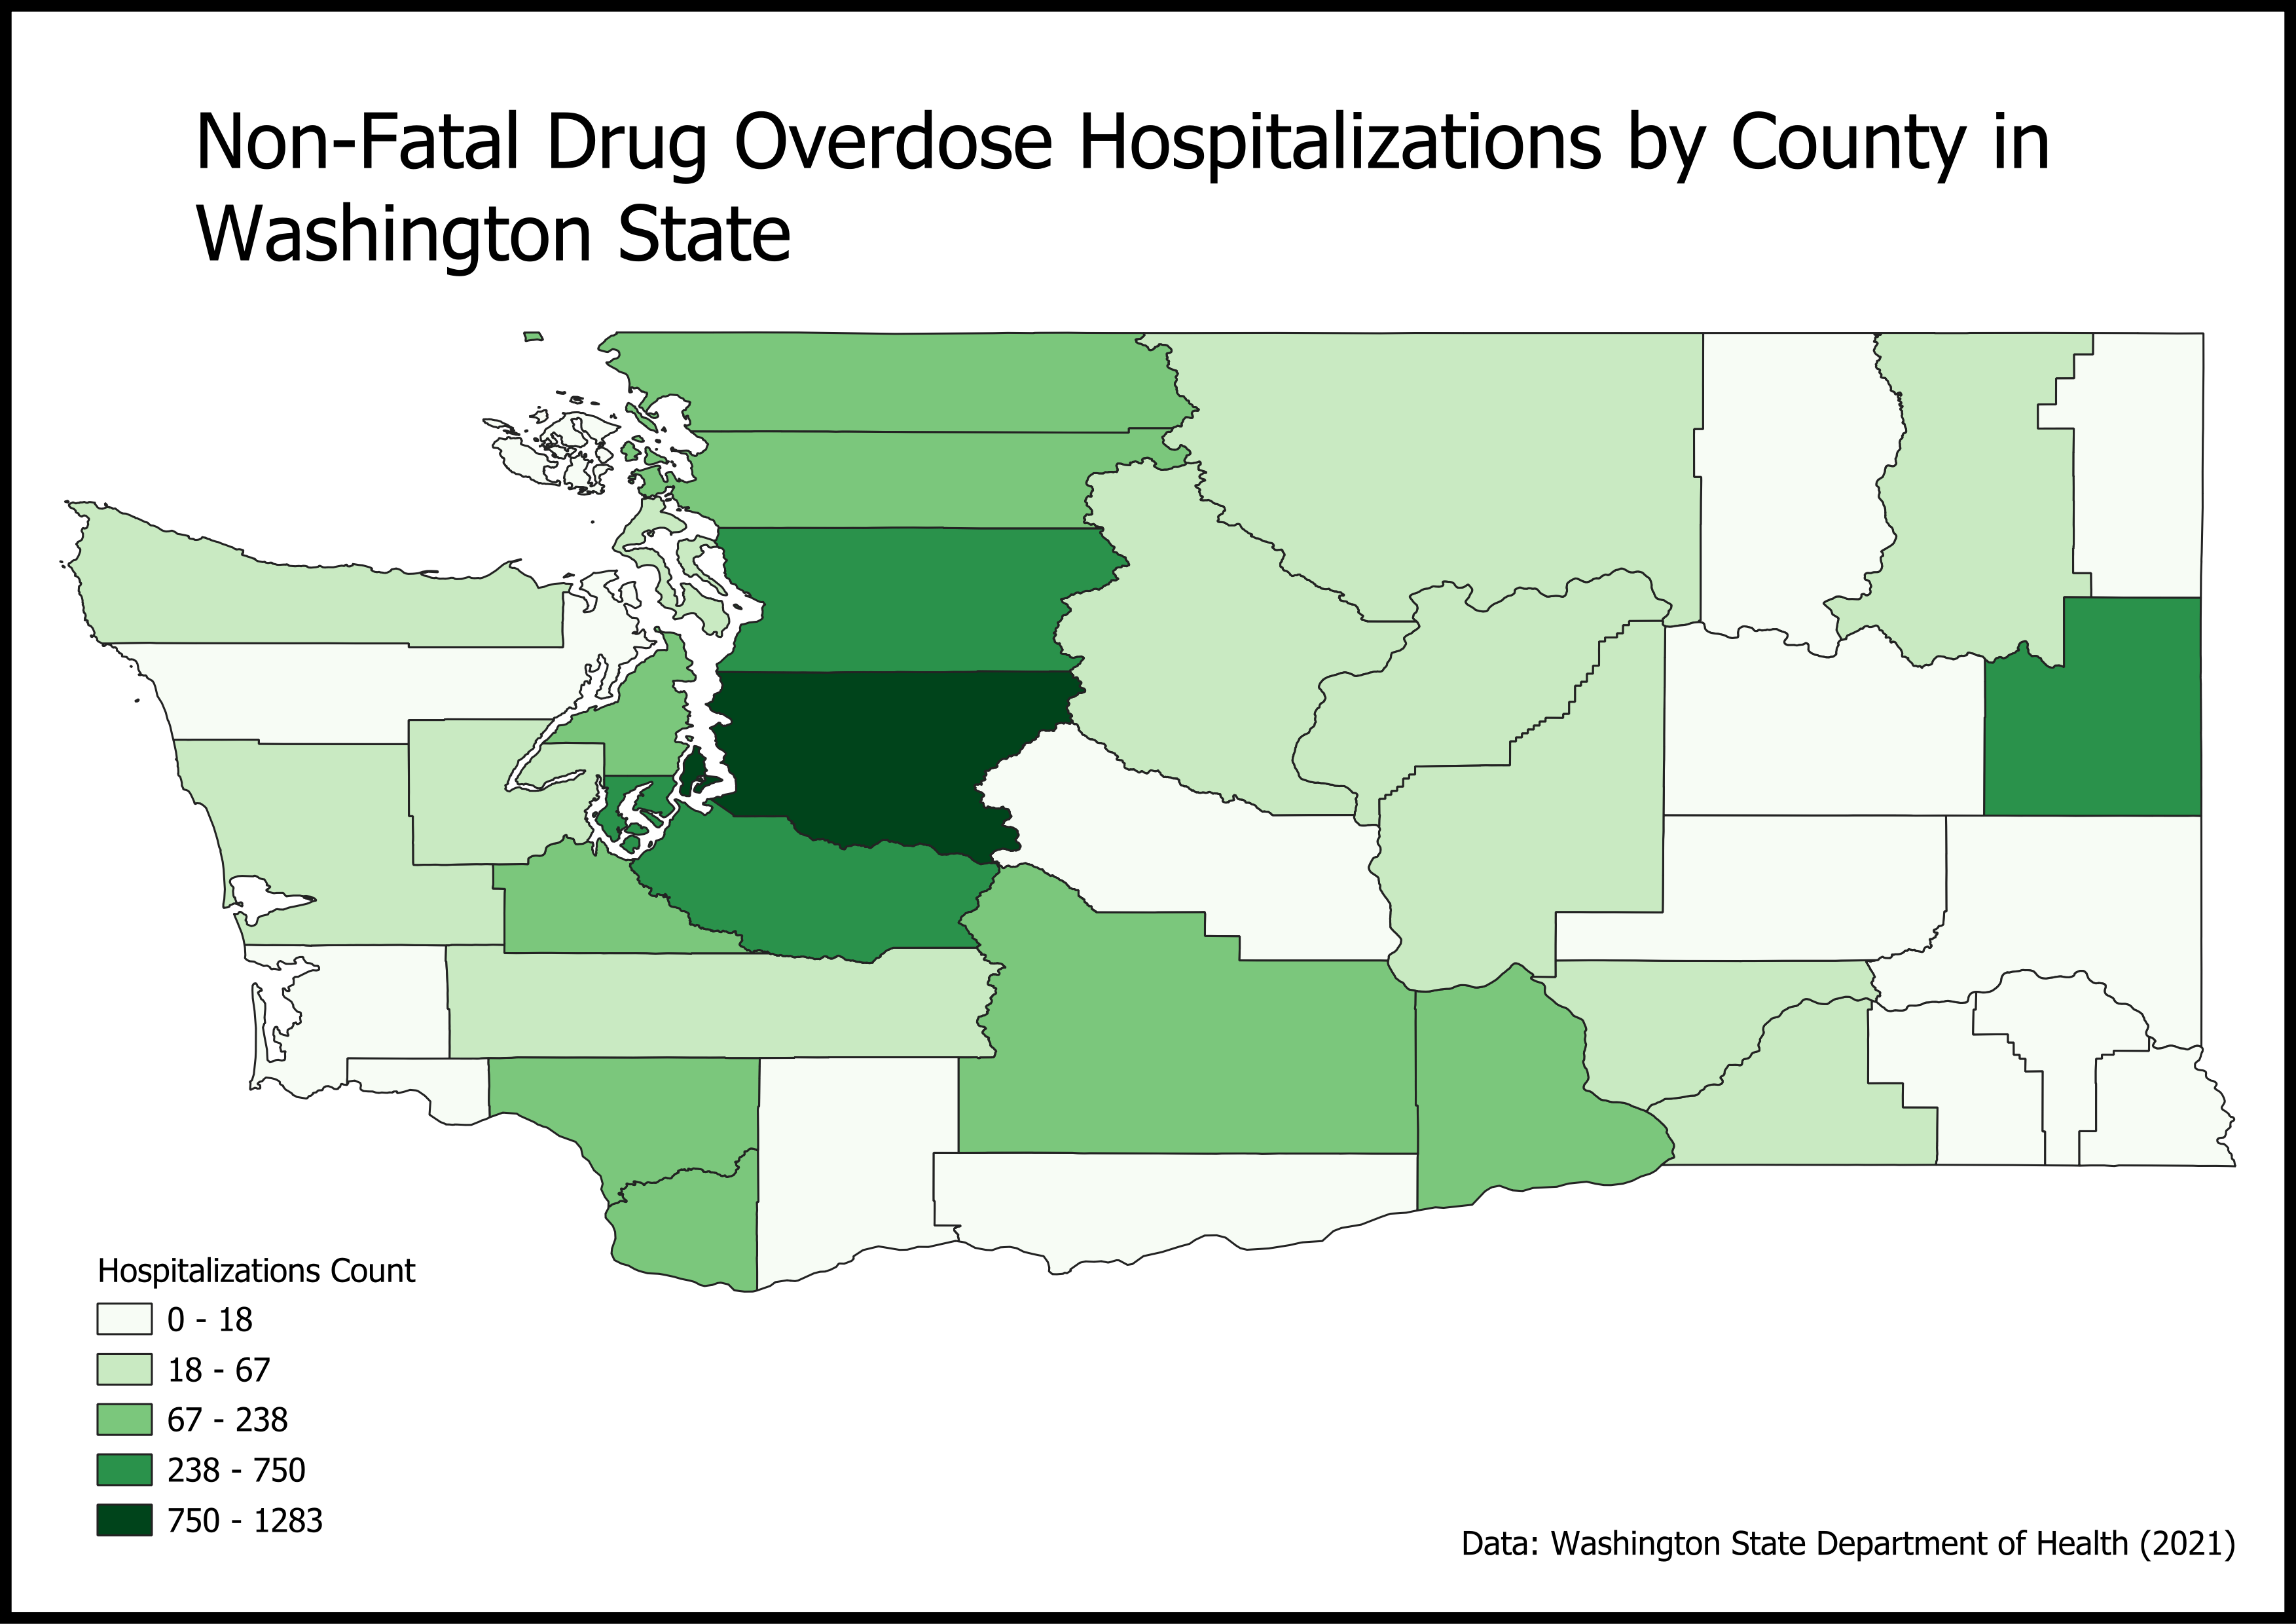 Non-Fatal Drug Overdose Hospitalizations by County in
Washington State
Hospitalizations Count
0 - 18
18 - 67
67 - 238
238 - 750
750 - 1283
Data: Washington State Department of Health (2021)